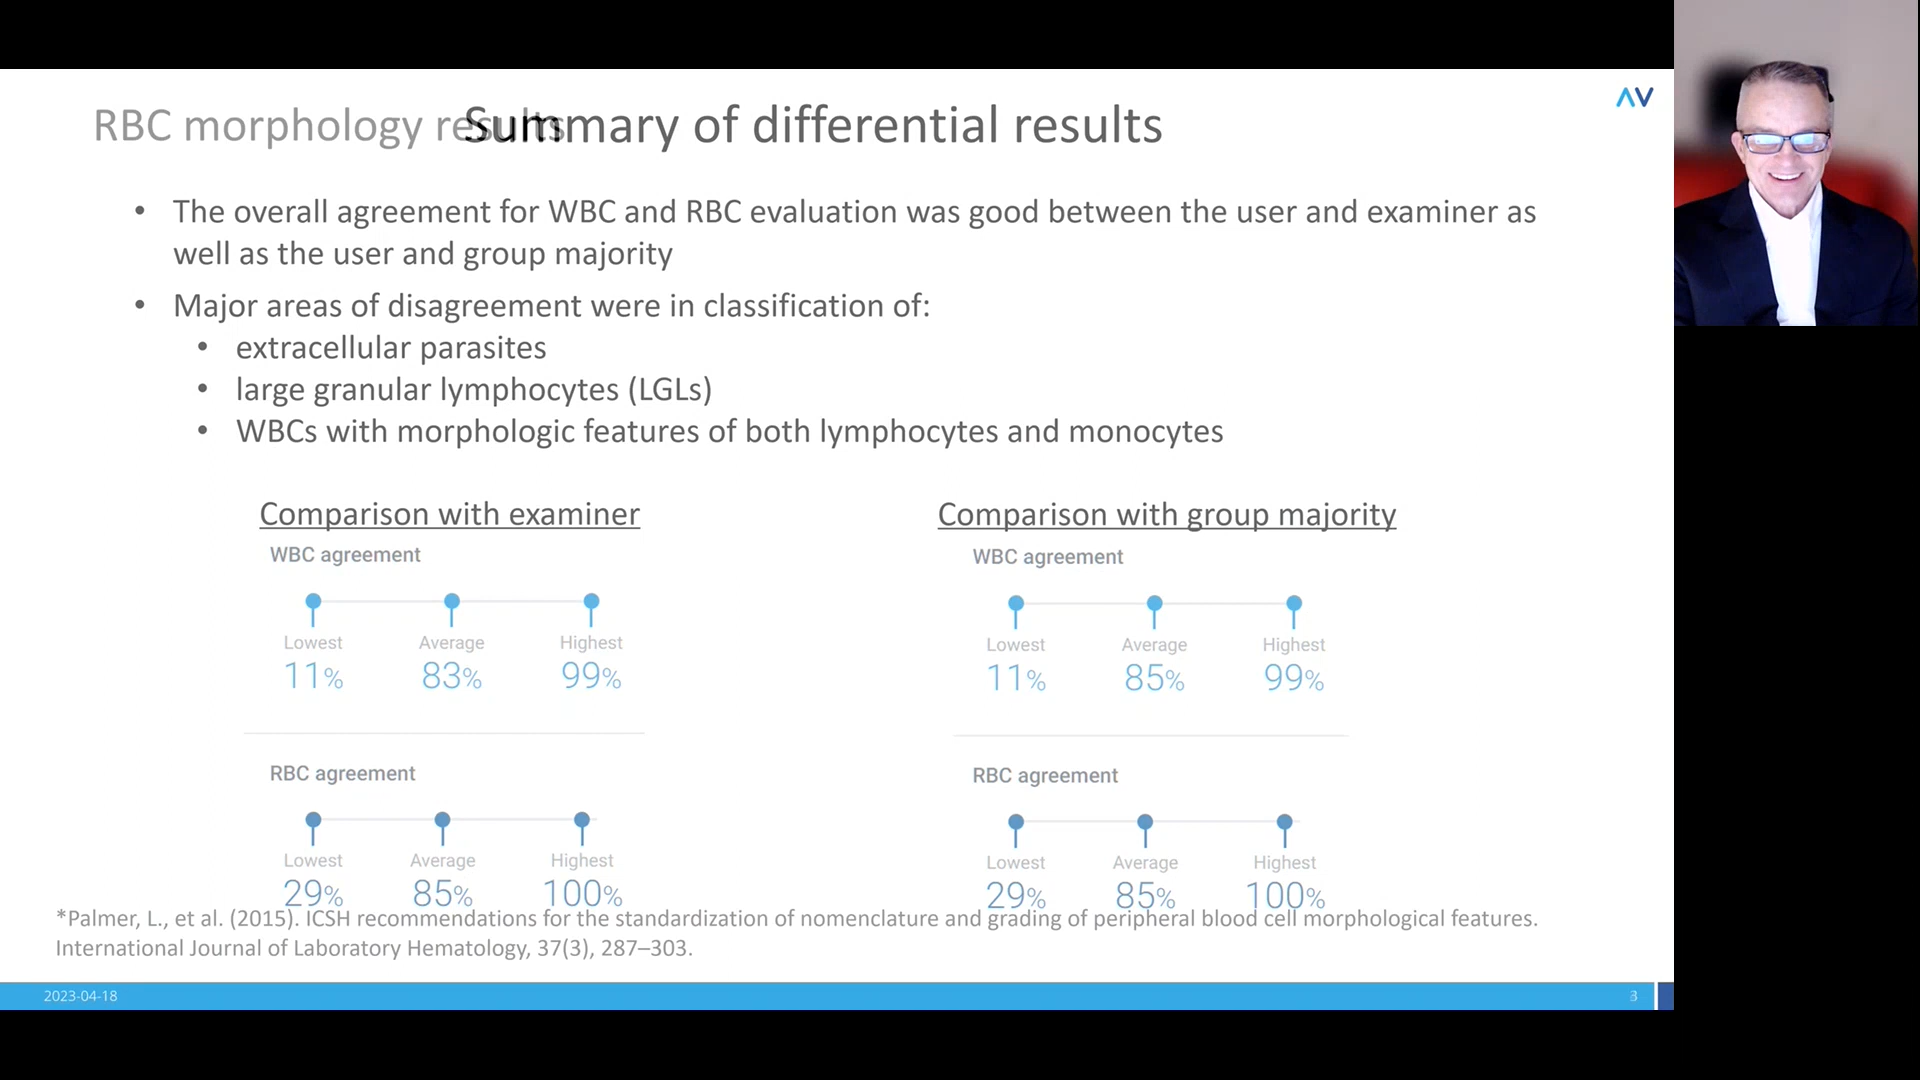 RBC morphology results
Summary of differential results
AV
• The overall agreement for WBC and RBC evaluation was good between the user and examiner as
well as the user and group majority
• Major areas of disagreement were in classification of:
• extracellular parasites
• large granular lymphocytes (LGLs)
• WBCs with morphologic features of both lymphocytes and monocytes
Comparison with examiner
WBC agreement
Lowest Average Highest
11% 83% 99%
RBC agreement
Lowest Average Highest
29% 85% 100%
Comparison with group majority
WBC agreement
Lowest Average Highest
11% 85% 99%
RBC agreement
Lowest Average Highest
29% 85% 100%
*Palmer, L., et al. (2015). ICSH recommendations for the standardization of nomenclature and grading of peripheral blood cell morphological features.
International Journal of Laboratory Hematology, 37(3), 287–303.
2023-04-18